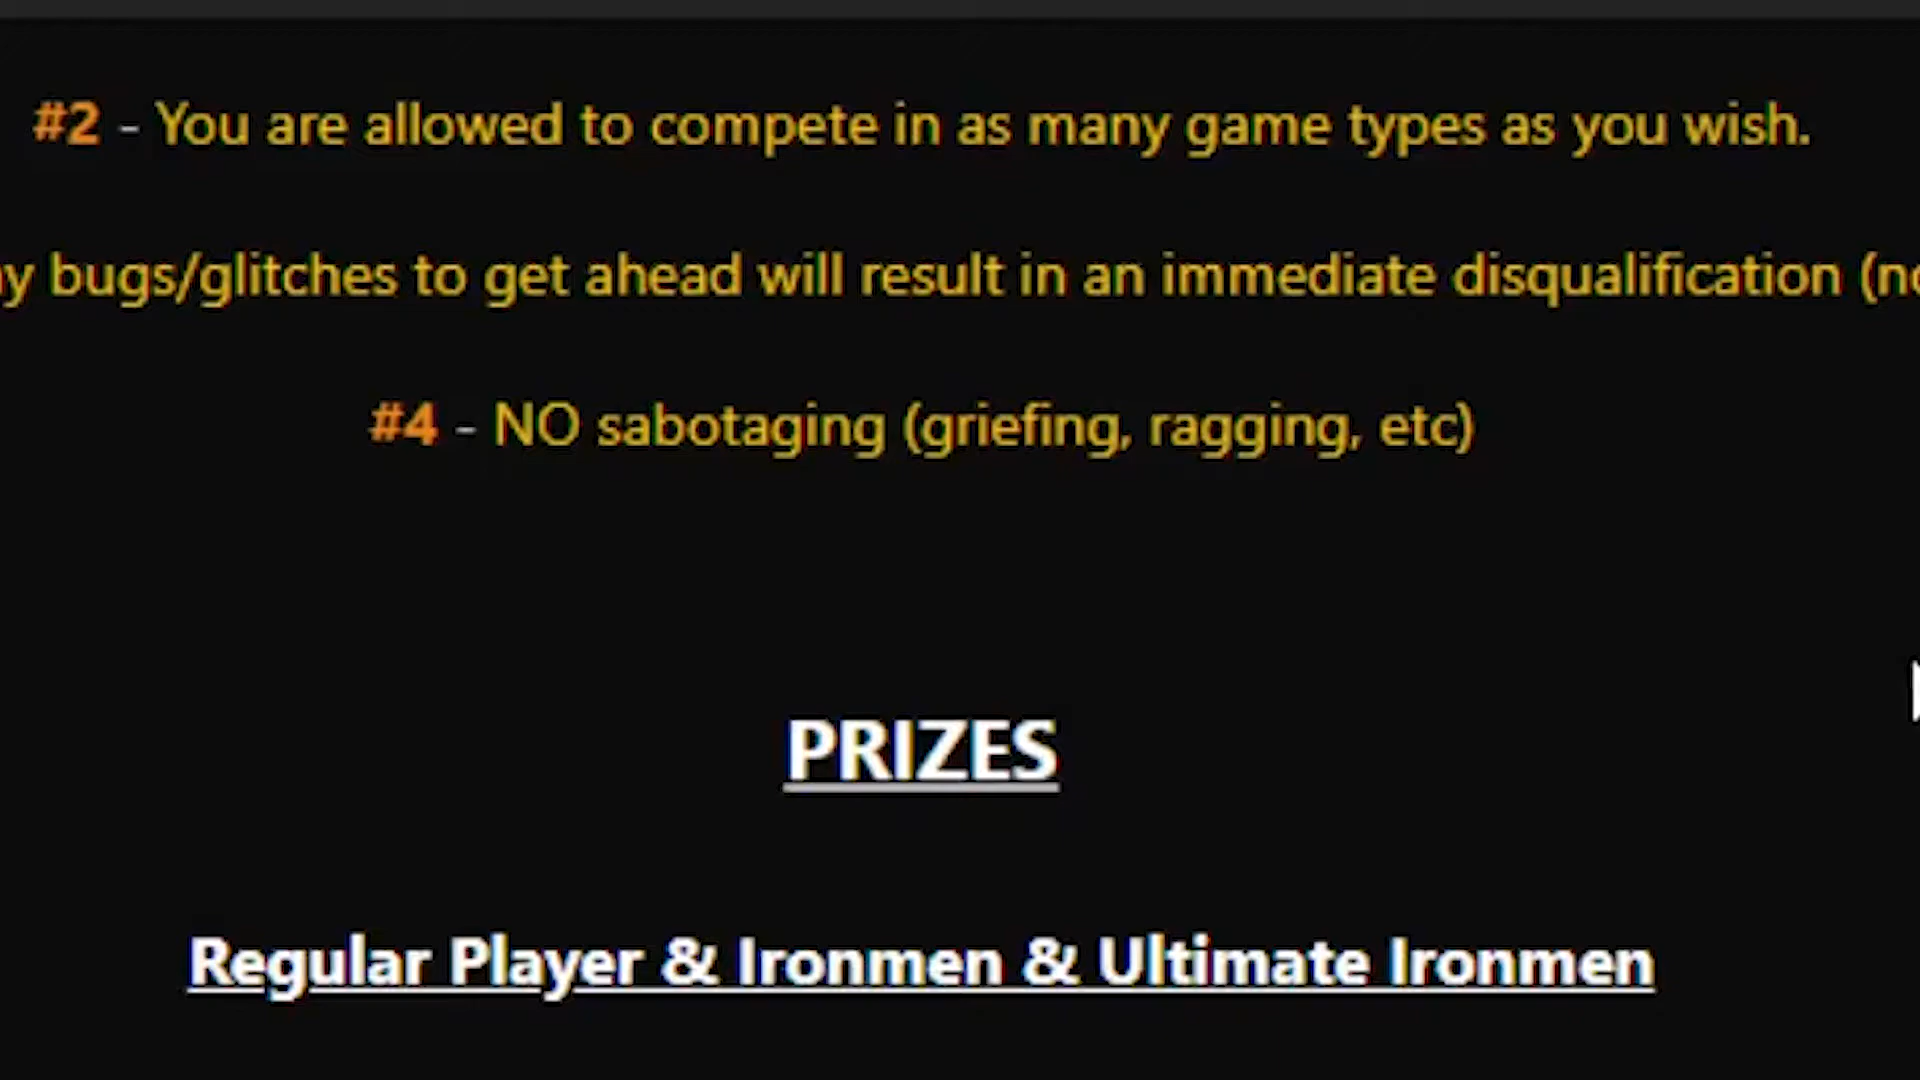 #2 - You are allowed to compete in as many game types as you wish.
bugs/glitches to get ahead will result in an immediate disqualification
#4 - NO sabotaging (griefing, ragging, etc)
PRIZES
Regular Player & Ironmen & Ultimate Ironmen